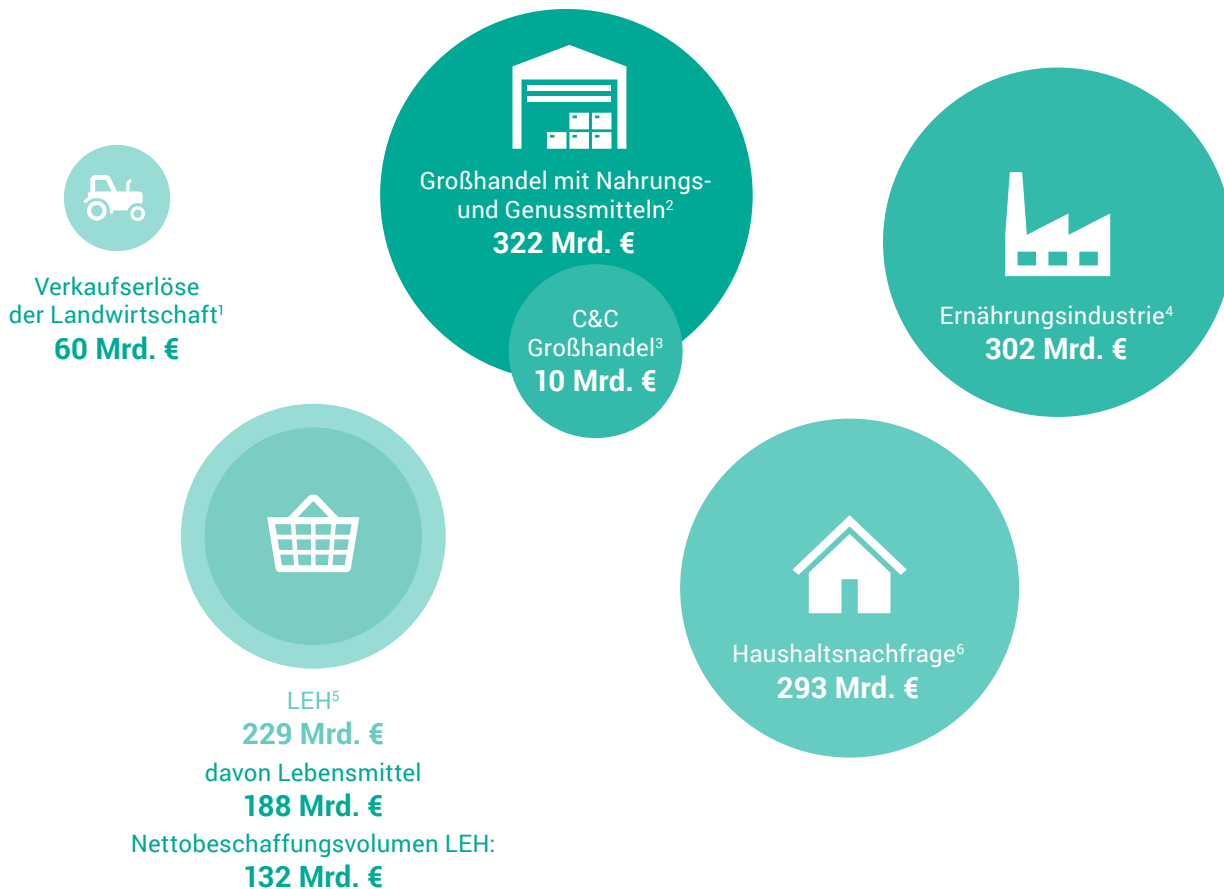 Großhandel mit Nahrungs-
und Genussmitteln²
322 Mrd. €
C&C
Großhandel³
10 Mrd. €
Verkaufserlöse
der Landwirtschaft¹
60 Mrd. €
Ernährungsindustrie⁴
302 Mrd. €
LEH⁵
229 Mrd. €
davon Lebensmittel
188 Mrd. €
Nettobeschaffungsvolumen LEH:
132 Mrd. €
Haushaltsnachfrage⁶
293 Mrd. €